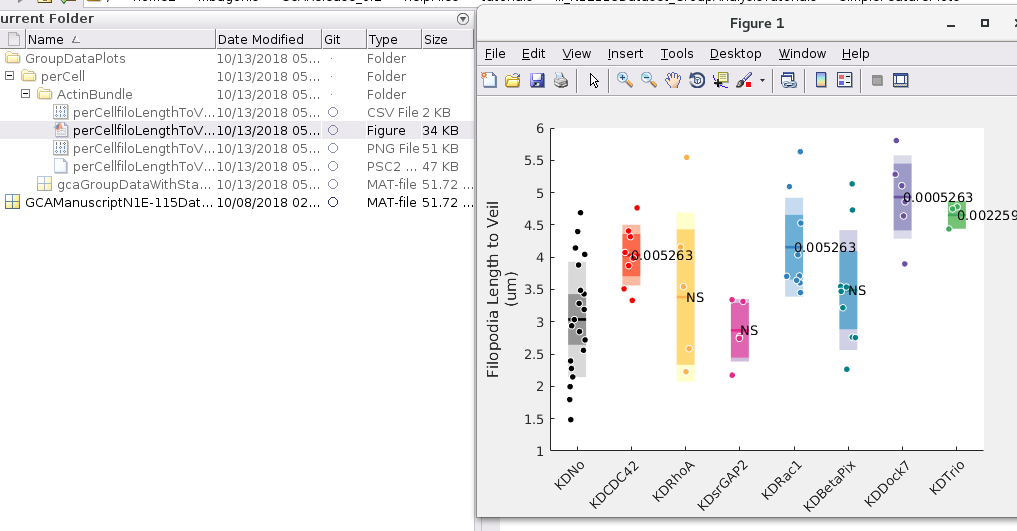 urrent Folder
Name Date Modified Git Type Size
GroupDataPlots 10/13/2018 05... Folder
perCell 10/13/2018 05... Folder
ActinBundle 10/13/2018 05... Folder
perCellfiloLengthToV... 10/13/2018 05... CSV File 2 KB
perCellfiloLengthToV... 10/13/2018 05... Figure 34 KB
perCellfiloLengthToV... 10/13/2018 05... PNG File 51 KB
perCellfiloLengthToV... 10/13/2018 05... PSC2 ... 47 KB
gcaGroupDataWithSta... 10/13/2018 05... MAT-file 51.72 ...
GCAManuscriptN1E-115Dat... 10/08/2018 02... MAT-file 51.72 ...
Figure 1
File Edit View Insert Tools Desktop Window Help
Filopodia Length to Veil
(um)
6
5.5
5
4.5
4
3.5
3
2.5
2
1.5
1
0.005263
NS
NS
0.005263
NS
0.0005263
0.002259
KDNo KDCDC42 KDRhoA KDsrGAP2 KDRac1 KDBetaPix KDDock7 KDTrio